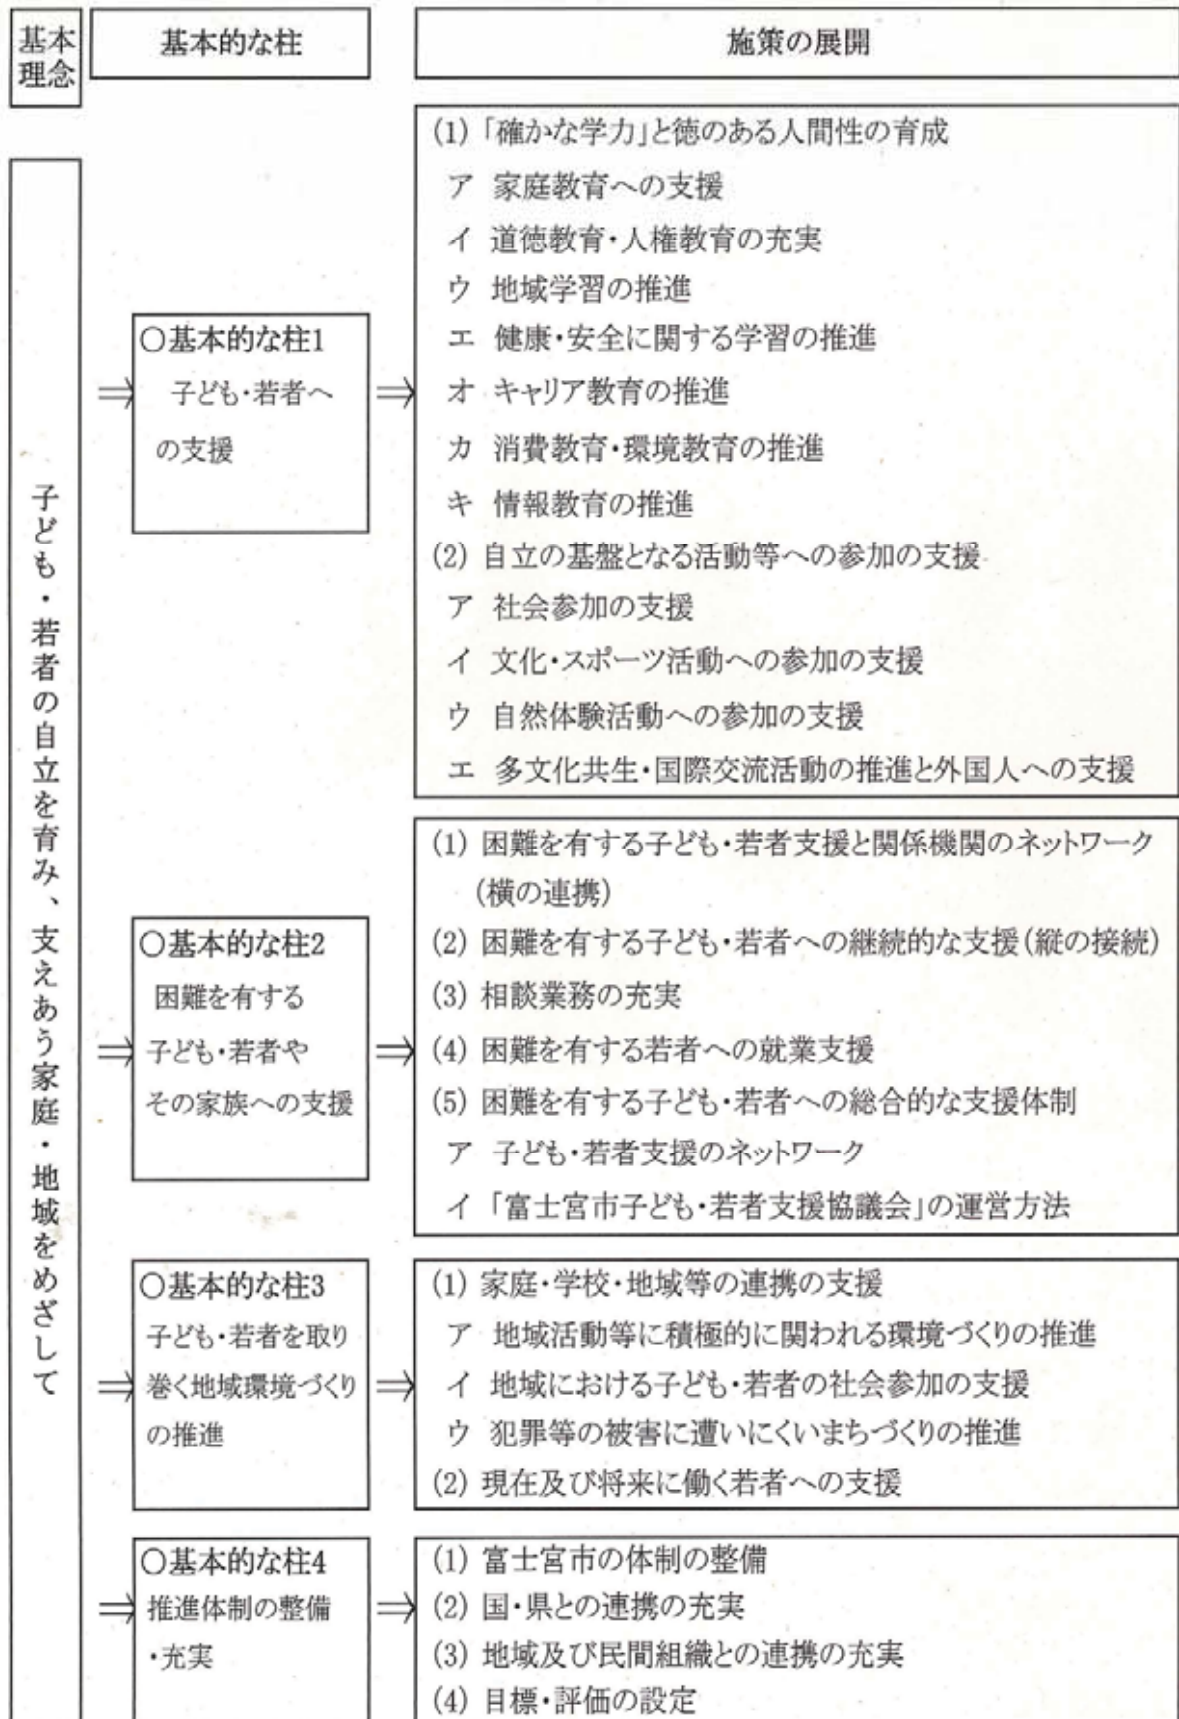 基本
理念
基本的な柱
施策の展開
子ども・若者の自立を育み、支えあう家庭・地域をめざして
○基本的な柱1
子ども・若者へ
の支援
⇒
⇒
(1) 「確かな学力」と徳のある人間性の育成
ア 家庭教育への支援
イ 道徳教育・人権教育の充実
ウ 地域学習の推進
エ 健康・安全に関する学習の推進
オ キャリア教育の推進
カ 消費教育・環境教育の推進
キ 情報教育の推進
(2) 自立の基盤となる活動等への参加の支援
ア 社会参加の支援
イ 文化・スポーツ活動への参加の支援
ウ 自然体験活動への参加の支援
エ 多文化共生・国際交流活動の推進と外国人への支援
○基本的な柱2
困難を有する
子ども・若者や
その家族への支援
⇒
⇒
(1) 困難を有する子ども・若者支援と関係機関のネットワーク
(横の連携)
(2) 困難を有する子ども・若者への継続的な支援(縦の接続)
(3) 相談業務の充実
(4) 困難を有する若者への就業支援
(5) 困難を有する子ども・若者への総合的な支援体制
ア 子ども・若者支援のネットワーク
イ 「富士宮市子ども・若者支援協議会」の運営方法
○基本的な柱3
子ども・若者を取り
巻く地域環境づくり
の推進
⇒
⇒
(1) 家庭・学校・地域等の連携の支援
ア 地域活動等に積極的に関われる環境づくりの推進
イ 地域における子ども・若者の社会参加の支援
ウ 犯罪等の被害に遭いにくいまちづくりの推進
(2) 現在及び将来に働く若者への支援
○基本的な柱4
推進体制の整備
・充実
⇒
⇒
(1) 富士宮市の体制の整備
(2) 国・県との連携の充実
(3) 地域及び民間組織との連携の充実
(4) 目標・評価の設定